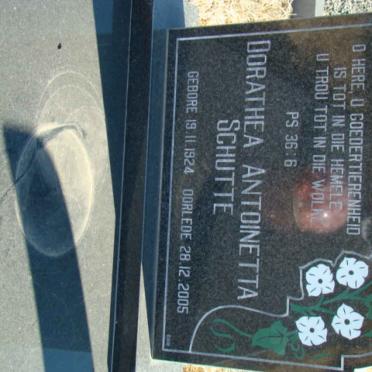 O HERE, U GOEDERTIERENHEID
IS TOT IN DIE HEMELE,
U TROU TOT IN DIE WOLKE
PS 36:6
DORATHEA ANTOINETTA
SCHUTTE
GEBORE 19.11.1924 OORLEDE 28.12.2005